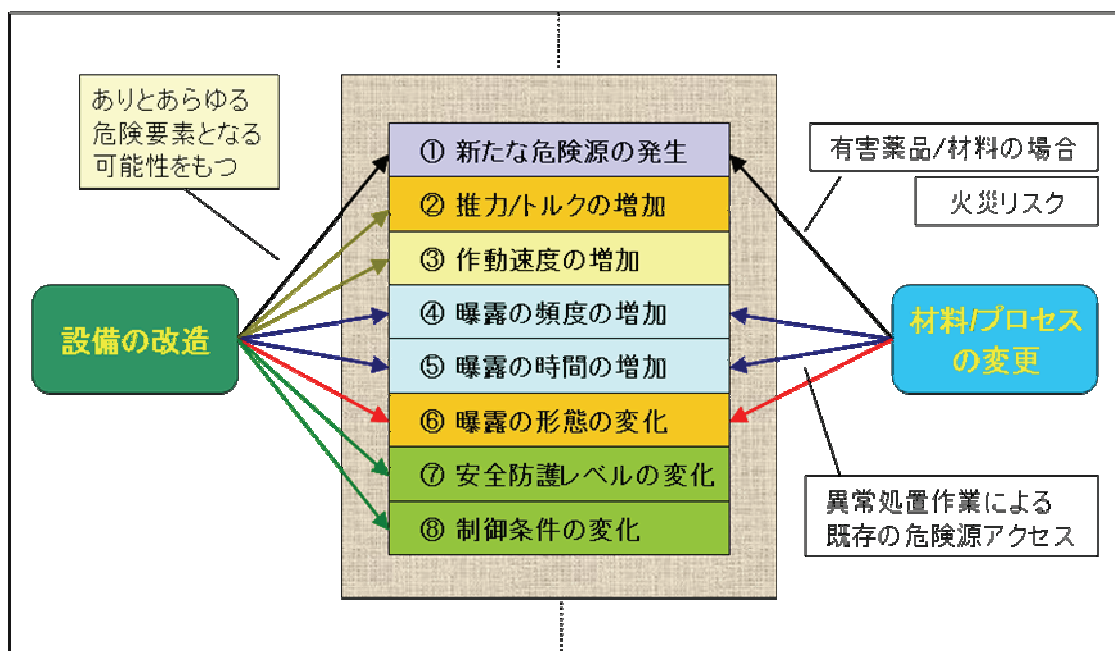 ありとあらゆる
危険要素となる
可能性をもつ
設備の改造
① 新たな危険源の発生
② 推力/トルクの増加
③ 作動速度の増加
④ 曝露の頻度の増加
⑤ 曝露の時間の増加
⑥ 曝露の形態の変化
⑦ 安全防護レベルの変化
⑧ 制御条件の変化
有害薬品/材料の場合
火災リスク
材料/プロセス
の変更
異常処置作業による
既存の危険源アクセス